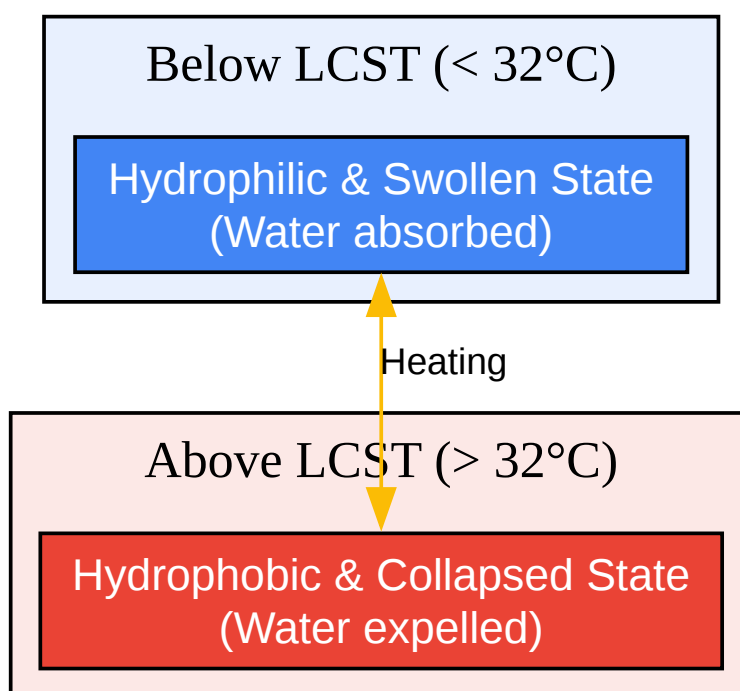 Below LCST (< 32°C)
Hydrophilic & Swollen State
(Water absorbed)
Heating
Above LCST (> 32°C)
Hydrophobic & Collapsed State
(Water expelled)